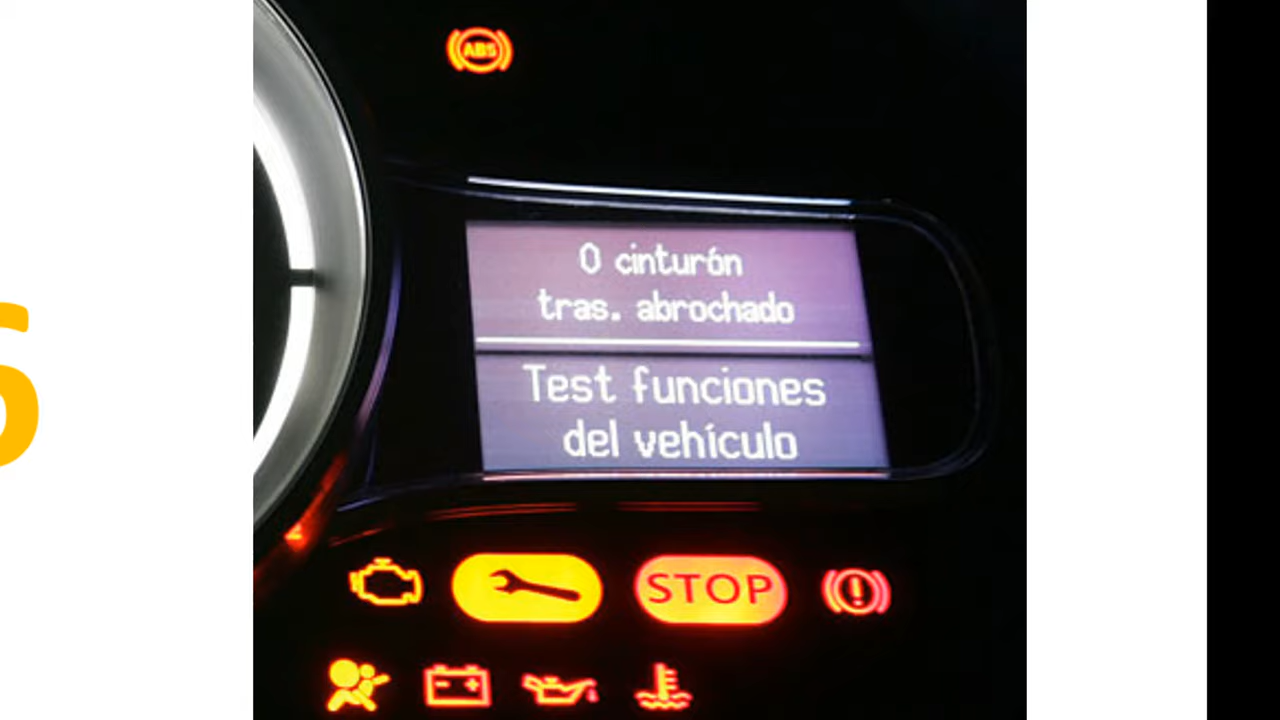 ABS
0 cinturón
tras. abrochado
Test funciones
del vehículo
STOP